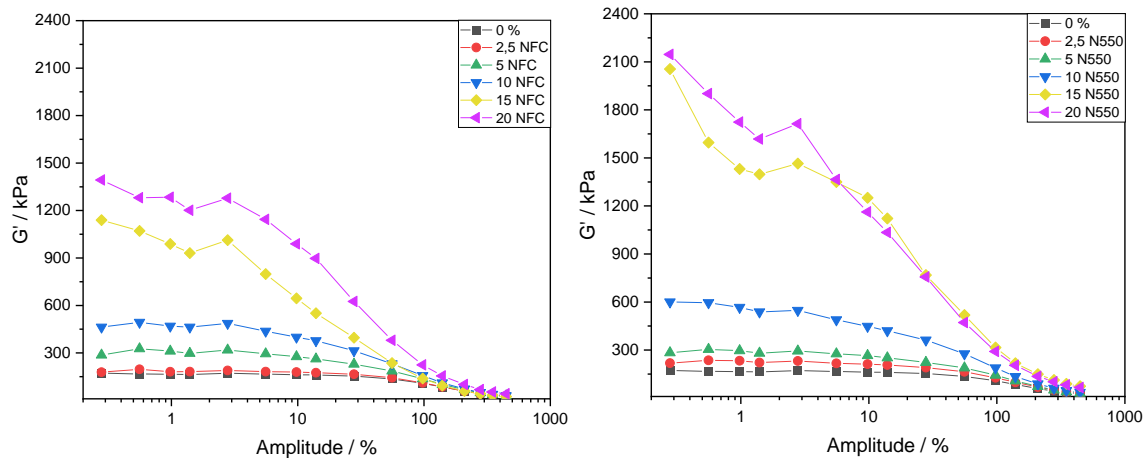 2400
2100
1800
1500
1200
900
600
300
G' / kPa
1
10
100
1000
Amplitude / %
0 %
2,5 NFC
5 NFC
10 NFC
15 NFC
20 NFC
2400
2100
1800
1500
1200
900
600
300
G' / kPa
1
10
100
1000
Amplitude / %
0 %
2,5 N550
5 N550
10 N550
15 N550
20 N550